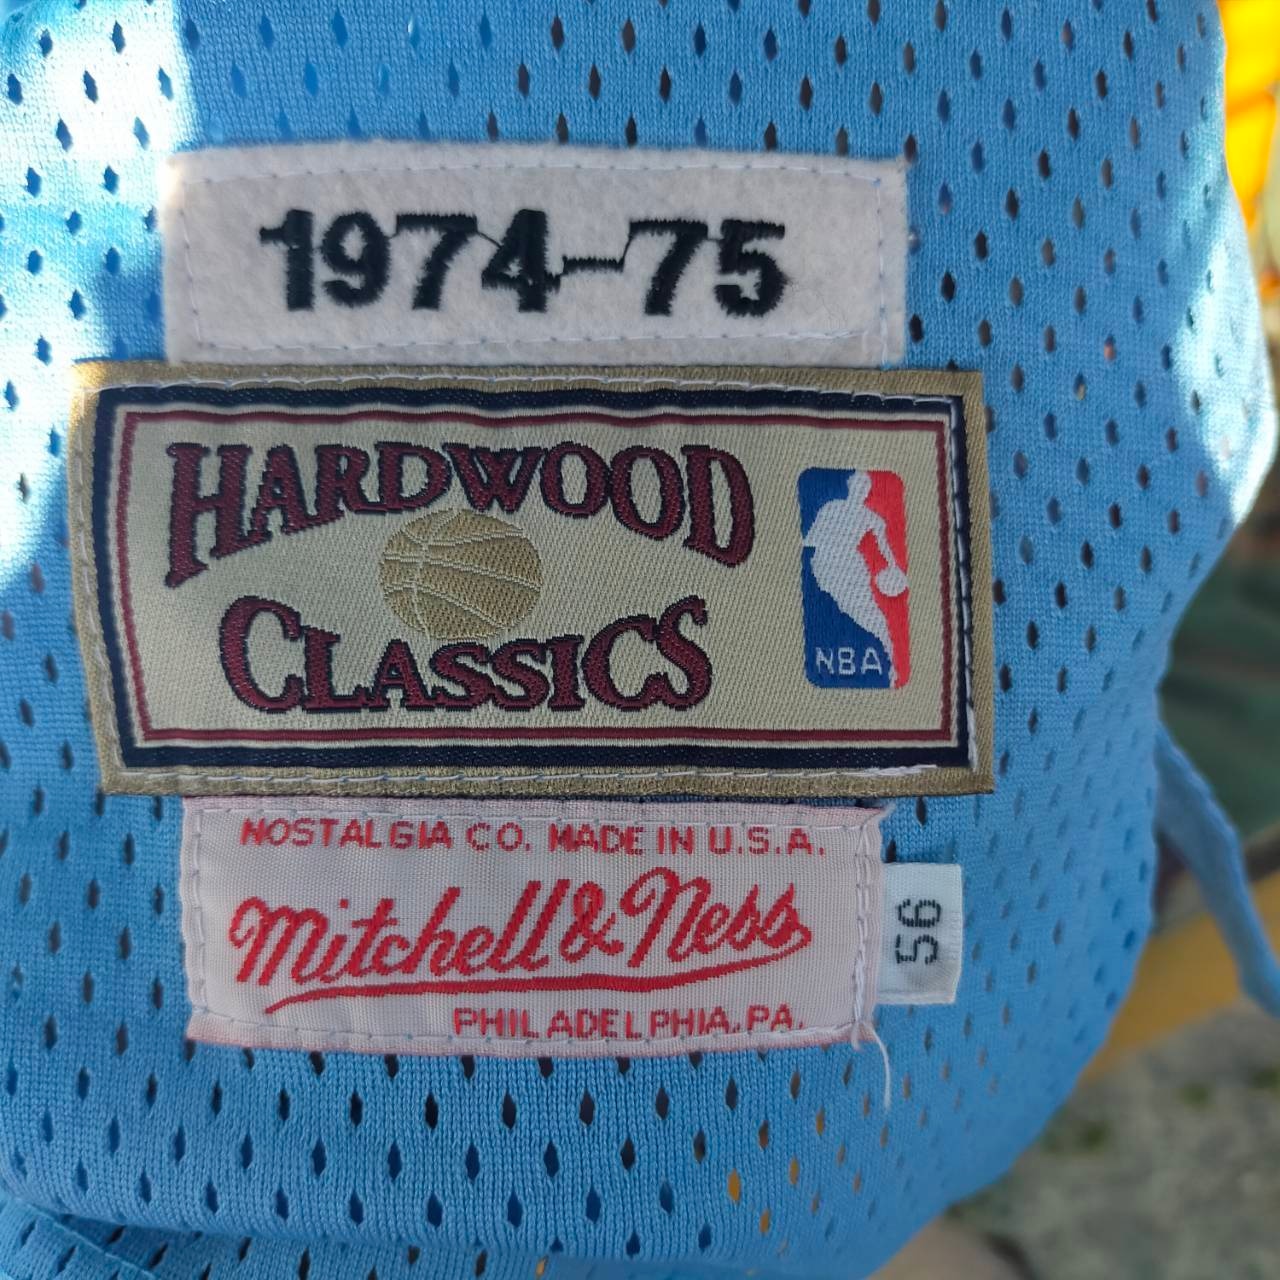 1974-75
HARDWOOD
CLASSICS
NBA
NOSTALGIA CO. MADE IN U.S.A.
Mitchell & Ness
PHILADELPHIA, PA.
56